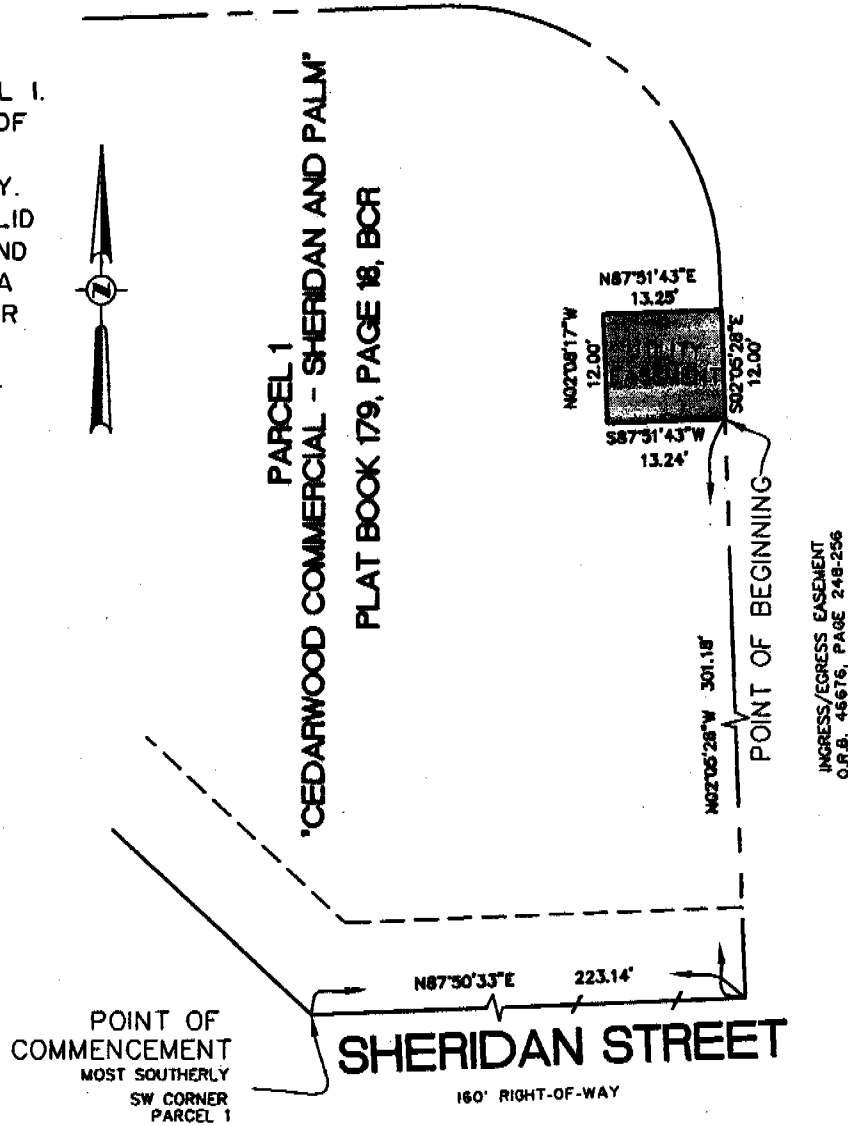 L 1.
OF
Y.
LID
ND
A
R
.
N
PARCEL 1
"CEDARWOOD COMMERCIAL - SHERIDAN AND PALM"
PLAT BOOK 179, PAGE 18, BCR
N87°51'43"E
13.25'
N02°08'17"W
12.00'
UTILITY
EASEMENT
S02°05'28"E
12.00'
S87°51'43"W
13.24'
POINT OF BEGINNING
N02°05'28"W 301.18'
INGRESS/EGRESS EASEMENT
O.R.B. 46676, PAGE 248-256
N87°50'33"E 223.14'
POINT OF
COMMENCEMENT
MOST SOUTHERLY
SW CORNER
PARCEL 1
SHERIDAN STREET
160' RIGHT-OF-WAY